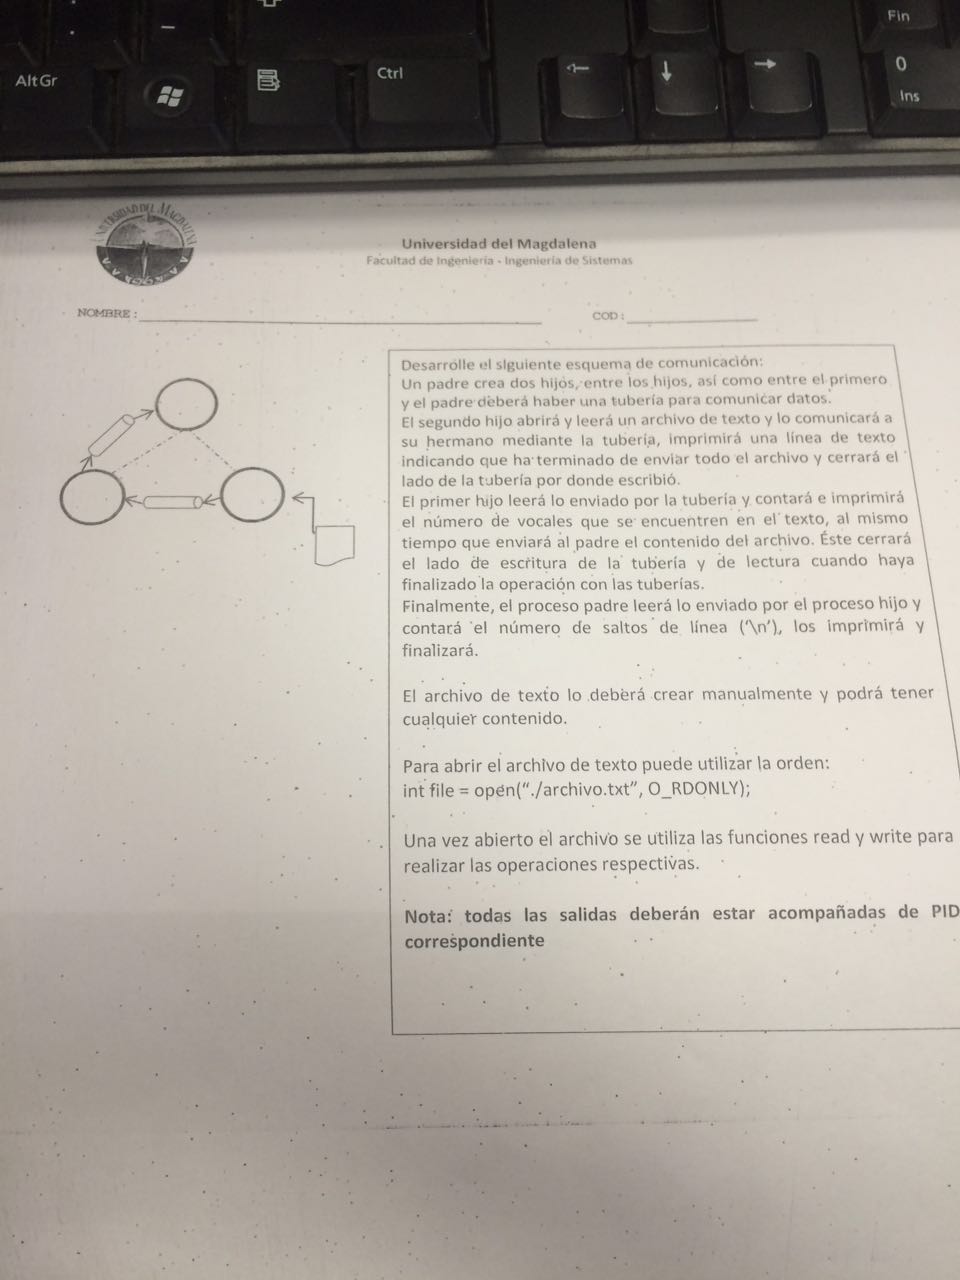 Fin
AltGr
Ctrl
0
Ins
UNIVERSIDAD DEL MAGDALENA
Universidad del Magdalena
Facultad de Ingeniería - Ingeniería de Sistemas
NOMBRE :
COD :
Desarrolle el siguiente esquema de comunicación:
Un padre crea dos hijos, entre los hijos, así como entre el primero
y el padre deberá haber una tubería para comunicar datos.
El segundo hijo abrirá y leerá un archivo de texto y lo comunicará a
su hermano mediante la tubería, imprimirá una línea de texto
indicando que ha terminado de enviar todo el archivo y cerrará el
lado de la tubería por donde escribió.
El primer hijo leerá lo enviado por la tubería y contará e imprimirá
el número de vocales que se encuentren en el texto, al mismo
tiempo que enviará al padre el contenido del archivo. Éste cerrará
el lado de escritura de la tubería y de lectura cuando haya
finalizado la operación con las tuberías.
Finalmente, el proceso padre leerá lo enviado por el proceso hijo y
contará el número de saltos de línea (‘\n’), los imprimirá y
finalizará.
El archivo de texto lo deberá crear manualmente y podrá tener
cualquier contenido.
Para abrir el archivo de texto puede utilizar la orden:
int file = open(“./archivo.txt”, O_RDONLY);
Una vez abierto el archivo se utiliza las funciones read y write para
realizar las operaciones respectivas.
Nota: todas las salidas deberán estar acompañadas de PID
correspondiente